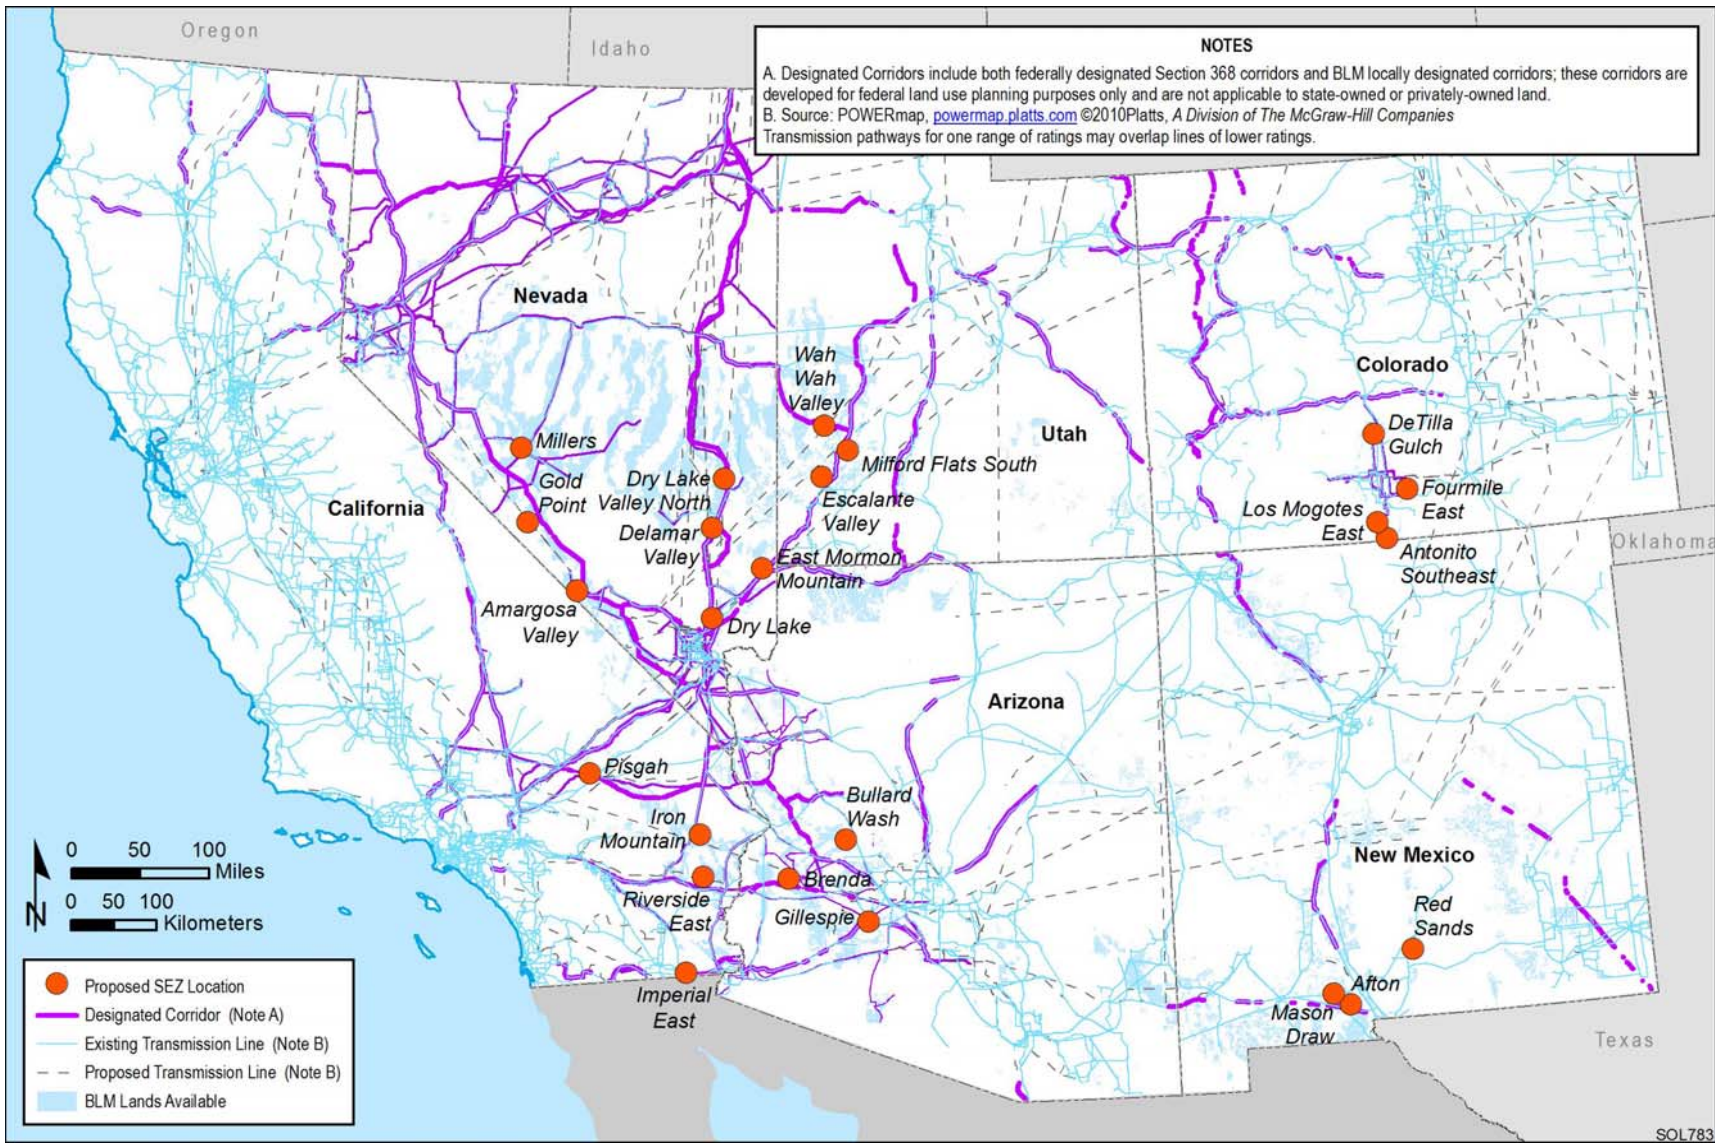 Oregon
Idaho
NOTES
A. Designated Corridors include both federally designated Section 368 corridors and BLM locally designated corridors; these corridors are
developed for federal land use planning purposes only and are not applicable to state-owned or privately-owned land.
B. Source: POWERmap, powermap.platts.com ©2010Platts, A Division of The McGraw-Hill Companies
Transmission pathways for one range of ratings may overlap lines of lower ratings.
Nevada
Wah
Wah
Valley
Colorado
DeTilla
Gulch
Millers
Utah
Milford Flats South
Gold
Point
Dry Lake
Valley North
Escalante
Valley
California
Fourmile
East
Los Mogotes
East
Delamar
Valley
Oklahoma
Antonito
Southeast
East Mormon
Mountain
Amargosa
Valley
Dry Lake
Arizona
Pisgah
Bullard
Wash
Iron
Mountain
New Mexico
0 50 100
Miles
0 50 100
Kilometers
N
Brenda
Riverside
East
Gillespie
Red
Sands
Imperial
East
Afton
Mason
Draw
Texas
Proposed SEZ Location
Designated Corridor (Note A)
Existing Transmission Line (Note B)
Proposed Transmission Line (Note B)
BLM Lands Available
SOL783